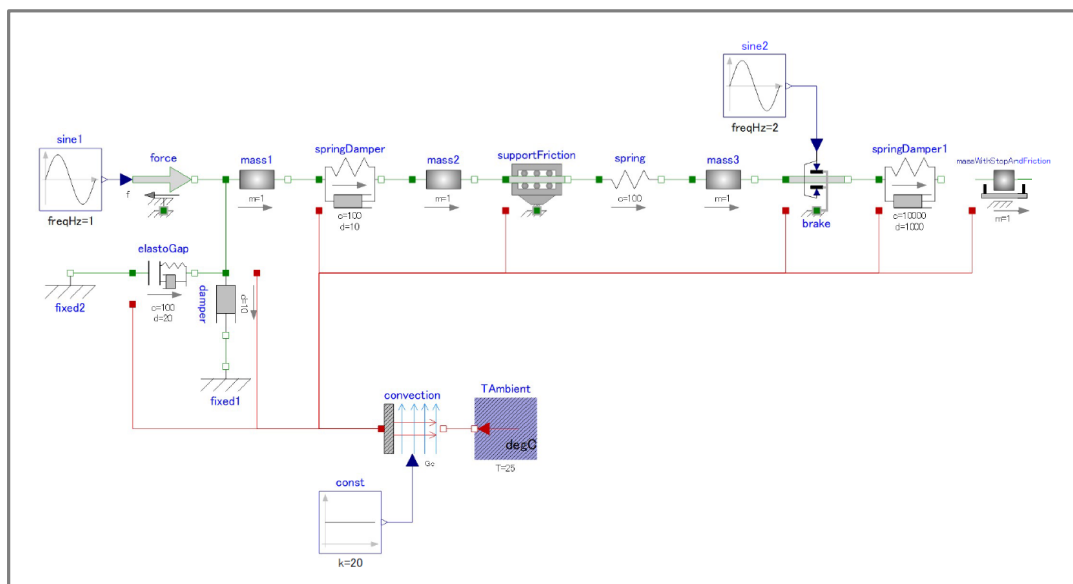 sine2
freqHz=2
sine1
freqHz=1
force
f
mass1
m=1
springDamper
c=100
d=10
mass2
m=1
supportFriction
spring
c=100
mass3
m=1
brake
springDamper1
c=10000
d=1000
massWithStopAndFriction
m=1
elastoGap
c=100
d=20
fixed2
damper
d=10
fixed1
convection
Gc
TAmbient
degC
T=25
const
k=20